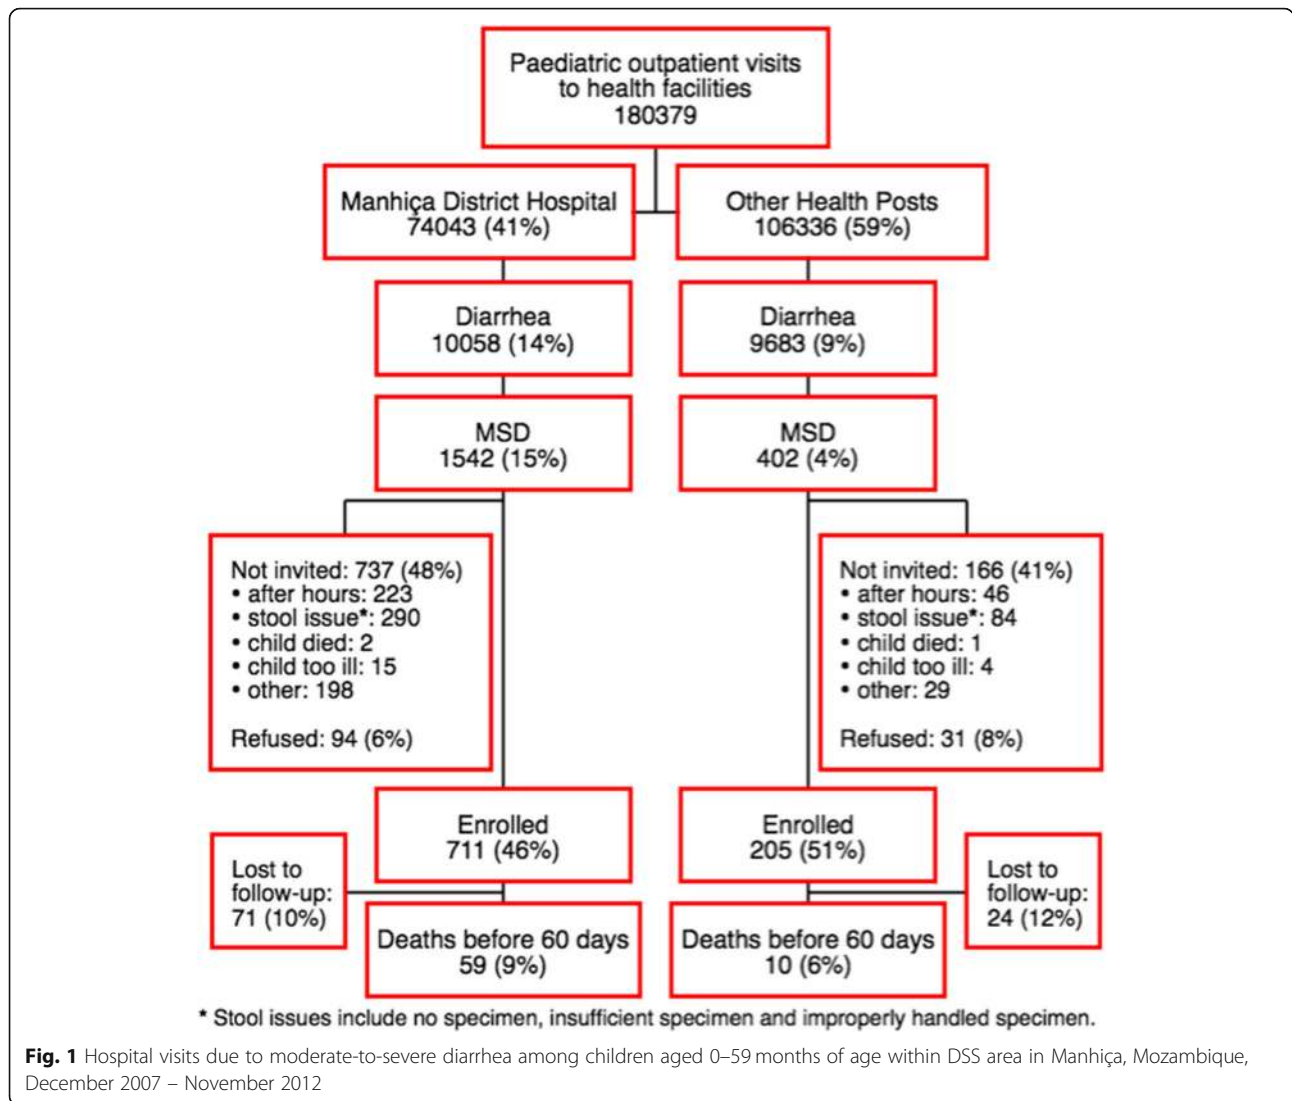 Paediatric outpatient visits
to health facilities
180379
Manhiça District Hospital
74043 (41%)
Other Health Posts
106336 (59%)
Diarrhea
10058 (14%)
Diarrhea
9683 (9%)
MSD
1542 (15%)
MSD
402 (4%)
Not invited: 737 (48%)
• after hours: 223
• stool issue*: 290
• child died: 2
• child too ill: 15
• other: 198
Refused: 94 (6%)
Not invited: 166 (41%)
• after hours: 46
• stool issue*: 84
• child died: 1
• child too ill: 4
• other: 29
Refused: 31 (8%)
Enrolled
711 (46%)
Enrolled
205 (51%)
Lost to
follow-up:
71 (10%)
Lost to
follow-up:
24 (12%)
Deaths before 60 days
59 (9%)
Deaths before 60 days
10 (6%)
* Stool issues include no specimen, insufficient specimen and improperly handled specimen.
Fig. 1 Hospital visits due to moderate-to-severe diarrhea among children aged 0–59 months of age within DSS area in Manhiça, Mozambique,
December 2007 – November 2012